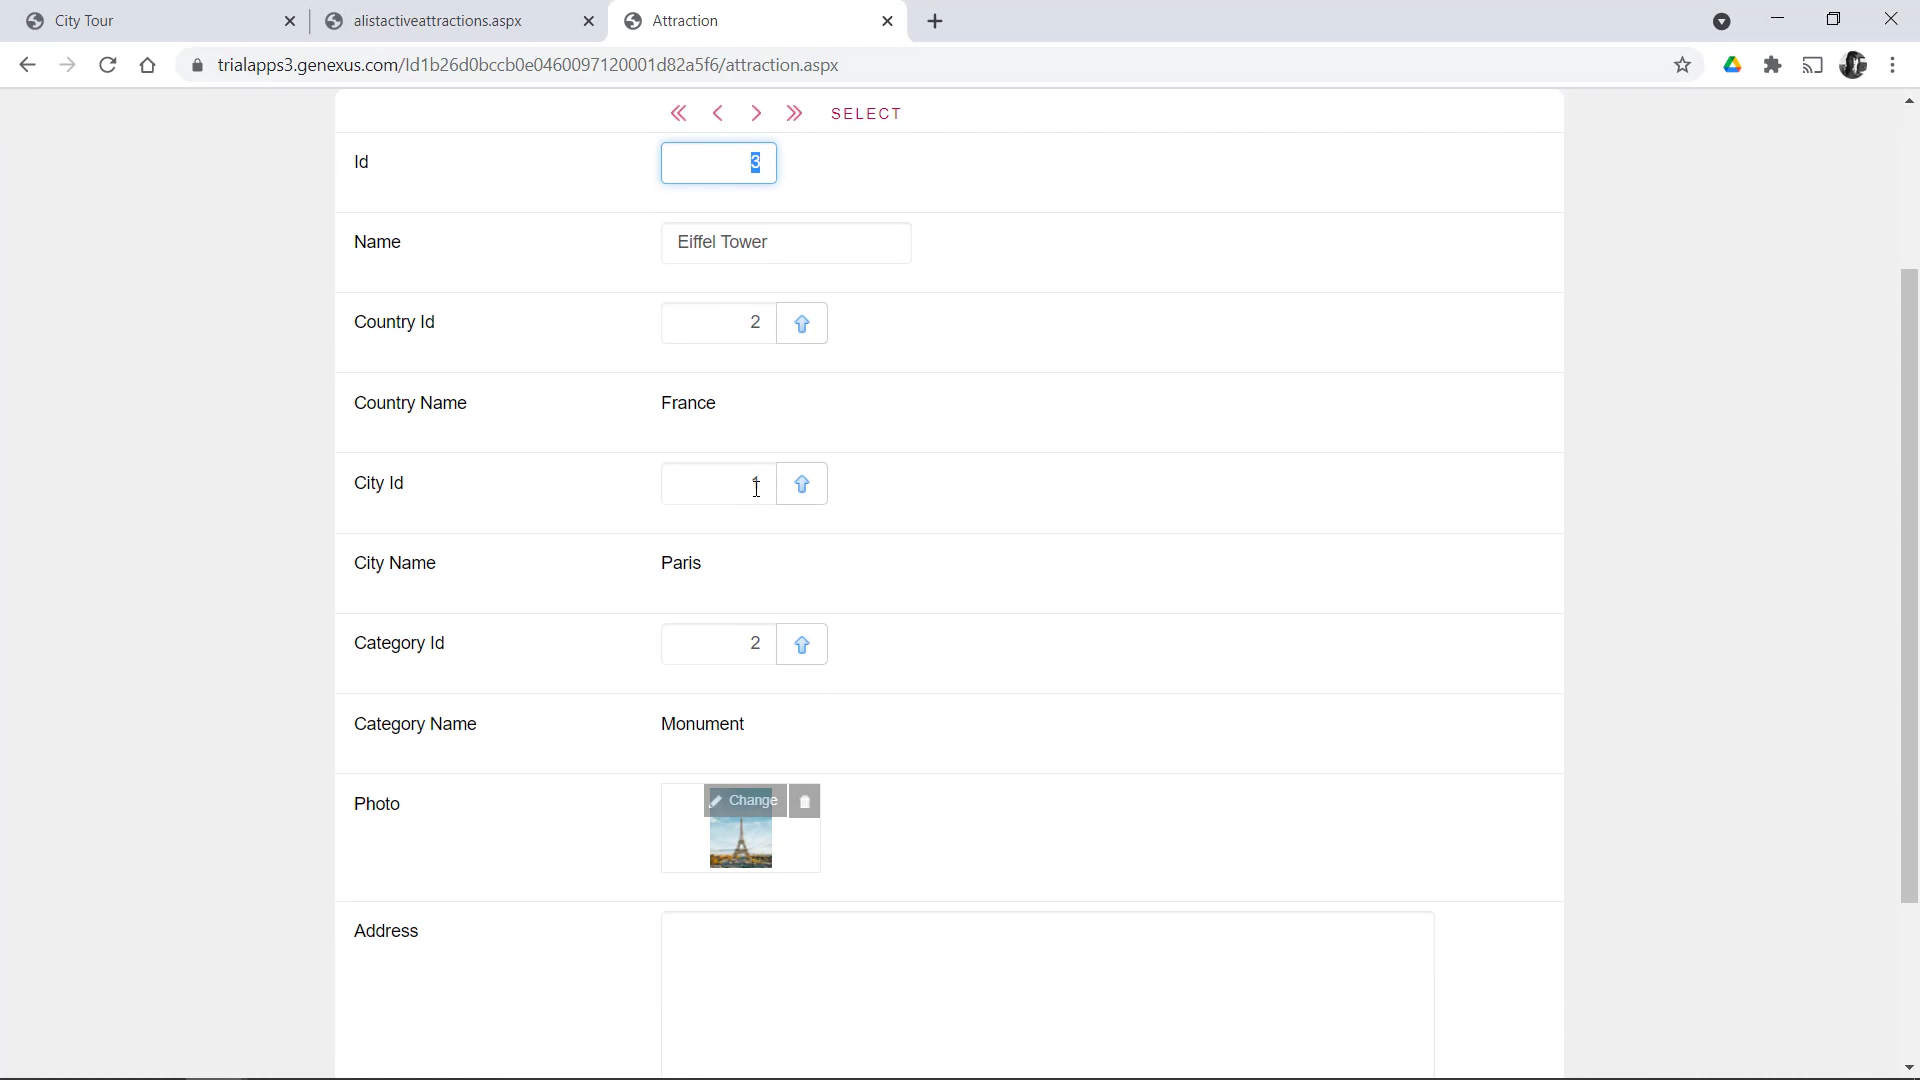 City Tour
alistactiveattractions.aspx
Attraction
trialapps3.genexus.com/Id1b26d0bccb0e0460097120001d82a5f6/attraction.aspx
SELECT
Id
3
Name
Eiffel Tower
Country Id
2
Country Name
France
City Id
City Name
Paris
Category Id
2
Category Name
Monument
Photo
Change
Address